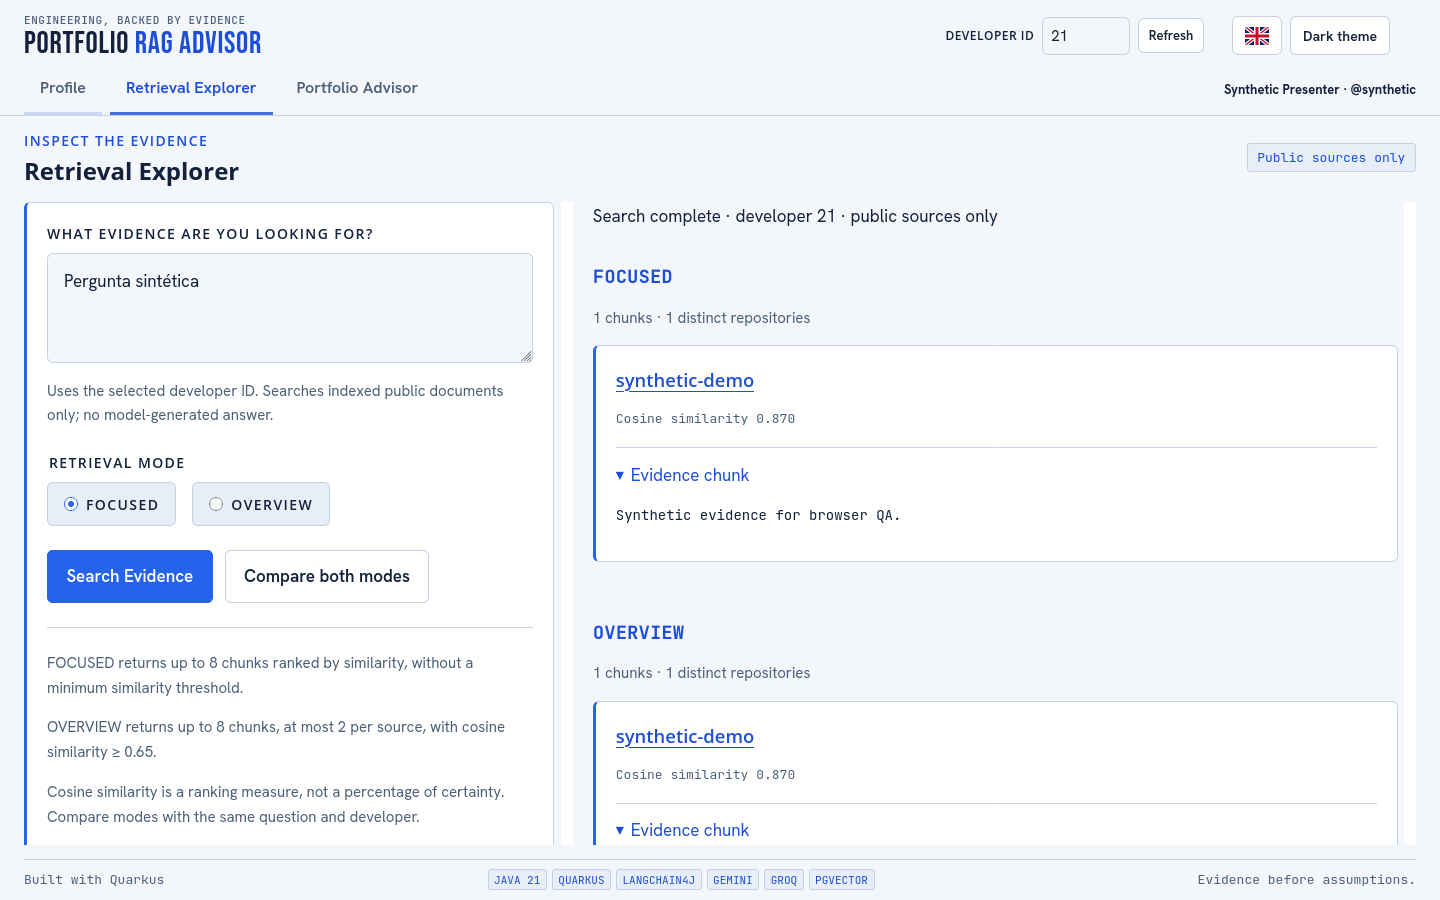 ENGINEERING, BACKED BY EVIDENCE
PORTFOLIO RAG ADVISOR
DEVELOPER ID
21
Refresh
Dark theme
Profile
Retrieval Explorer
Portfolio Advisor
Synthetic Presenter · @synthetic
INSPECT THE EVIDENCE
Retrieval Explorer
Public sources only
WHAT EVIDENCE ARE YOU LOOKING FOR?
Pergunta sintética
Uses the selected developer ID. Searches indexed public documents
only; no model-generated answer.
RETRIEVAL MODE
FOCUSED
OVERVIEW
Search Evidence
Compare both modes
FOCUSED returns up to 8 chunks ranked by similarity, without a
minimum similarity threshold.
OVERVIEW returns up to 8 chunks, at most 2 per source, with cosine
similarity ≥ 0.65.
Cosine similarity is a ranking measure, not a percentage of certainty.
Compare modes with the same question and developer.
Search complete · developer 21 · public sources only
FOCUSED
1 chunks · 1 distinct repositories
synthetic-demo
Cosine similarity 0.870
▾ Evidence chunk
Synthetic evidence for browser QA.
OVERVIEW
1 chunks · 1 distinct repositories
synthetic-demo
Cosine similarity 0.870
▾ Evidence chunk
Built with Quarkus
JAVA 21
QUARKUS
LANGCHAIN4J
GEMINI
GROQ
PGVECTOR
Evidence before assumptions.